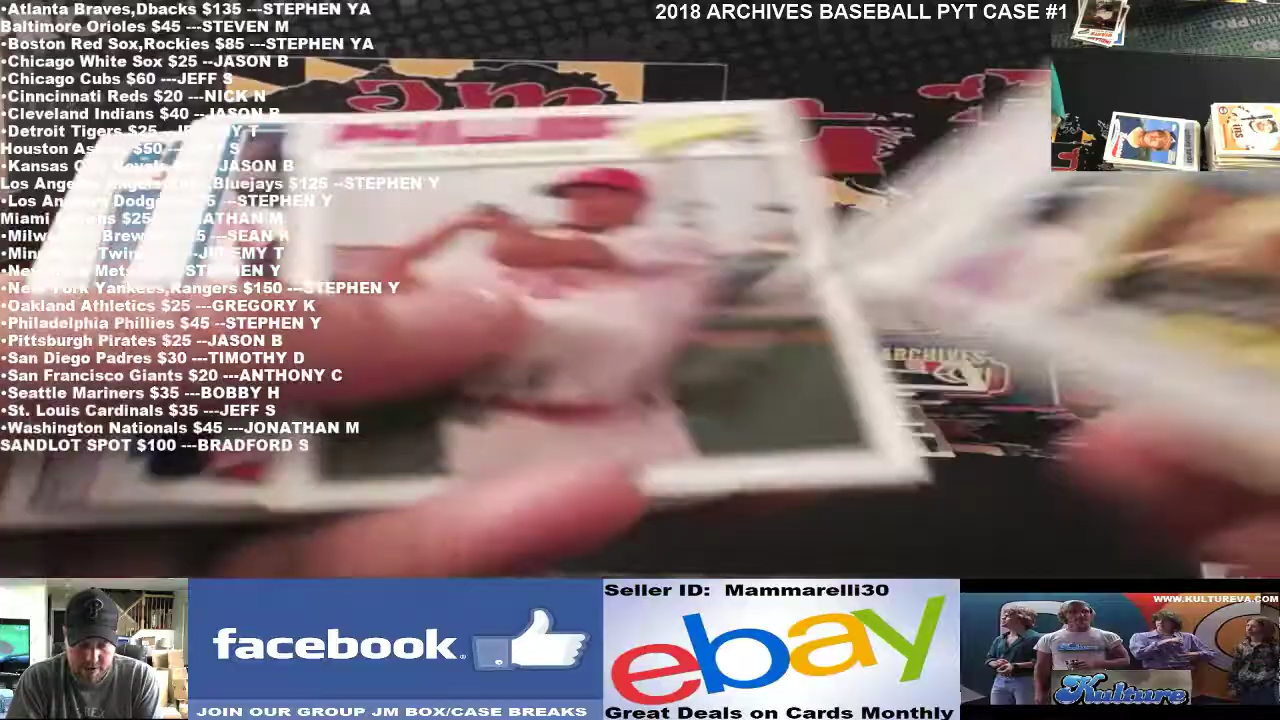 •Atlanta Braves,Dbacks $135 ---STEPHEN YA
Baltimore Orioles $45 ---STEVEN M
•Boston Red Sox,Rockies $85 ---STEPHEN YA
•Chicago White Sox $25 --JASON B
•Chicago Cubs $60 ---JEFF S
•Cinncinnati Reds $20 ---NICK N
•Cleveland Indians $40 ---JASON B
•Detroit Tigers $25
Houston $50 S
•Kansas JASON B
Los ,Bluejays $125 --STEPHEN Y
•Los STEPHEN Y
Miami $25 M
SEAN K
T
Mets
•New York Yankees,Rangers $150 ---STEPHEN Y
•Oakland Athletics $25 ---GREGORY K
•Philadelphia Phillies $45 --STEPHEN Y
•Pittsburgh Pirates $25 --JASON B
•San Diego Padres $30 ---TIMOTHY D
•San Francisco Giants $20 ---ANTHONY C
•Seattle Mariners $35 ---BOBBY H
•St. Louis Cardinals $35 ---JEFF S
•Washington Nationals $45 ---JONATHAN M
SANDLOT SPOT $100 ---BRADFORD S
2018 ARCHIVES BASEBALL PYT CASE #1
JM
ARCHIVES
facebook
JOIN OUR GROUP JM BOX/CASE BREAKS
Seller ID: Mammarelli30
ebay
Great Deals on Cards Monthly
WWW.KULTUREVA.COM
Kulture